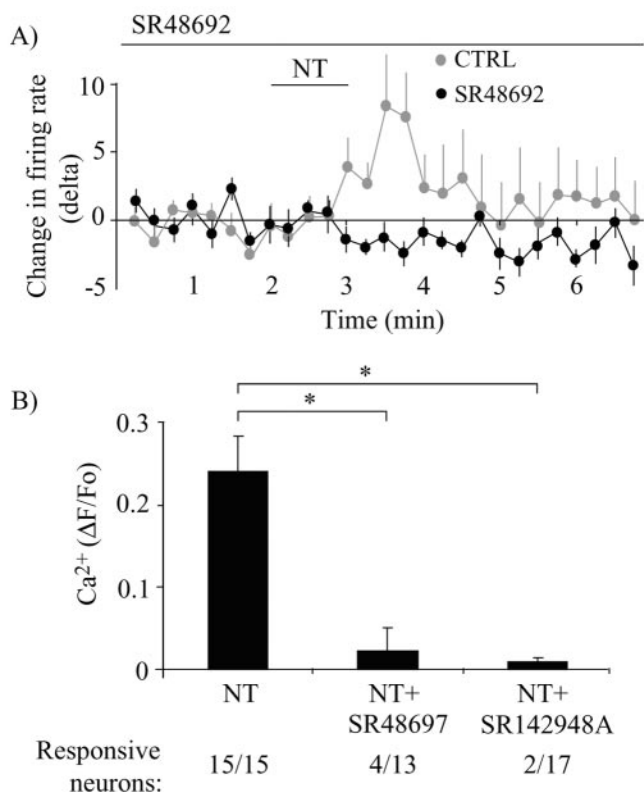 A)
SR48692
CTRL
SR48692
NT
10
5
0
-5
Change in firing rate
(delta)
1 2 3 4 5 6
Time (min)
B)
*
*
0.3
0.2
0.1
0
Ca²⁺ (ΔF/Fo)
NT NT+ NT+
SR48697 SR142948A
Responsive
neurons: 15/15 4/13 2/17